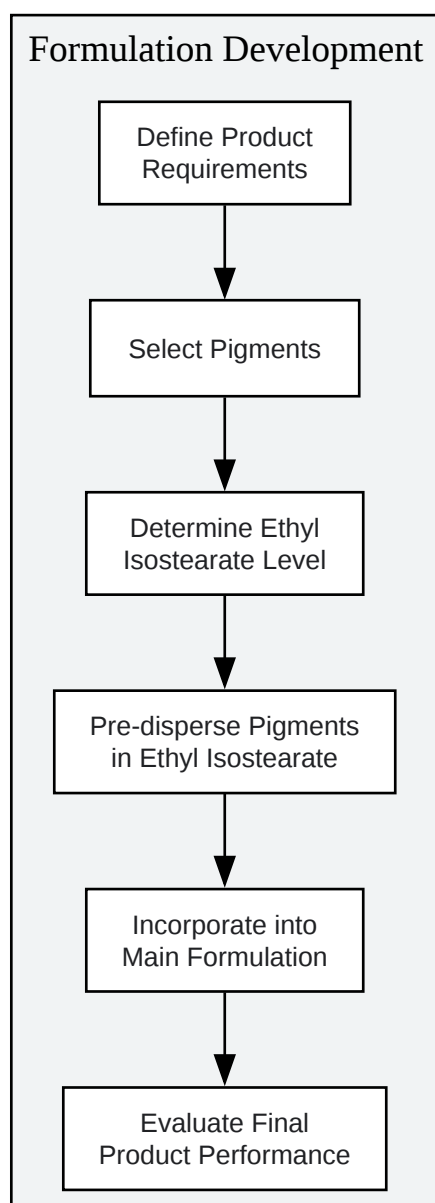 Formulation Development
Define Product
Requirements
Select Pigments
Determine Ethyl
Isostearate Level
Pre-disperse Pigments
in Ethyl Isostearate
Incorporate into
Main Formulation
Evaluate Final
Product Performance